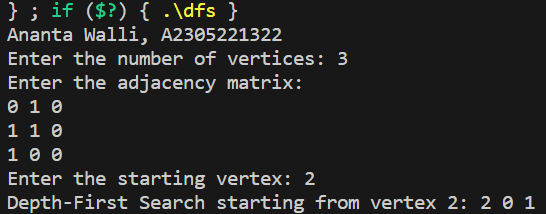 } ; if ($?) { .\dfs }
Ananta Walli, A2305221322
Enter the number of vertices: 3
Enter the adjacency matrix:
0 1 0
1 1 0
1 0 0
Enter the starting vertex: 2
Depth-First Search starting from vertex 2: 2 0 1